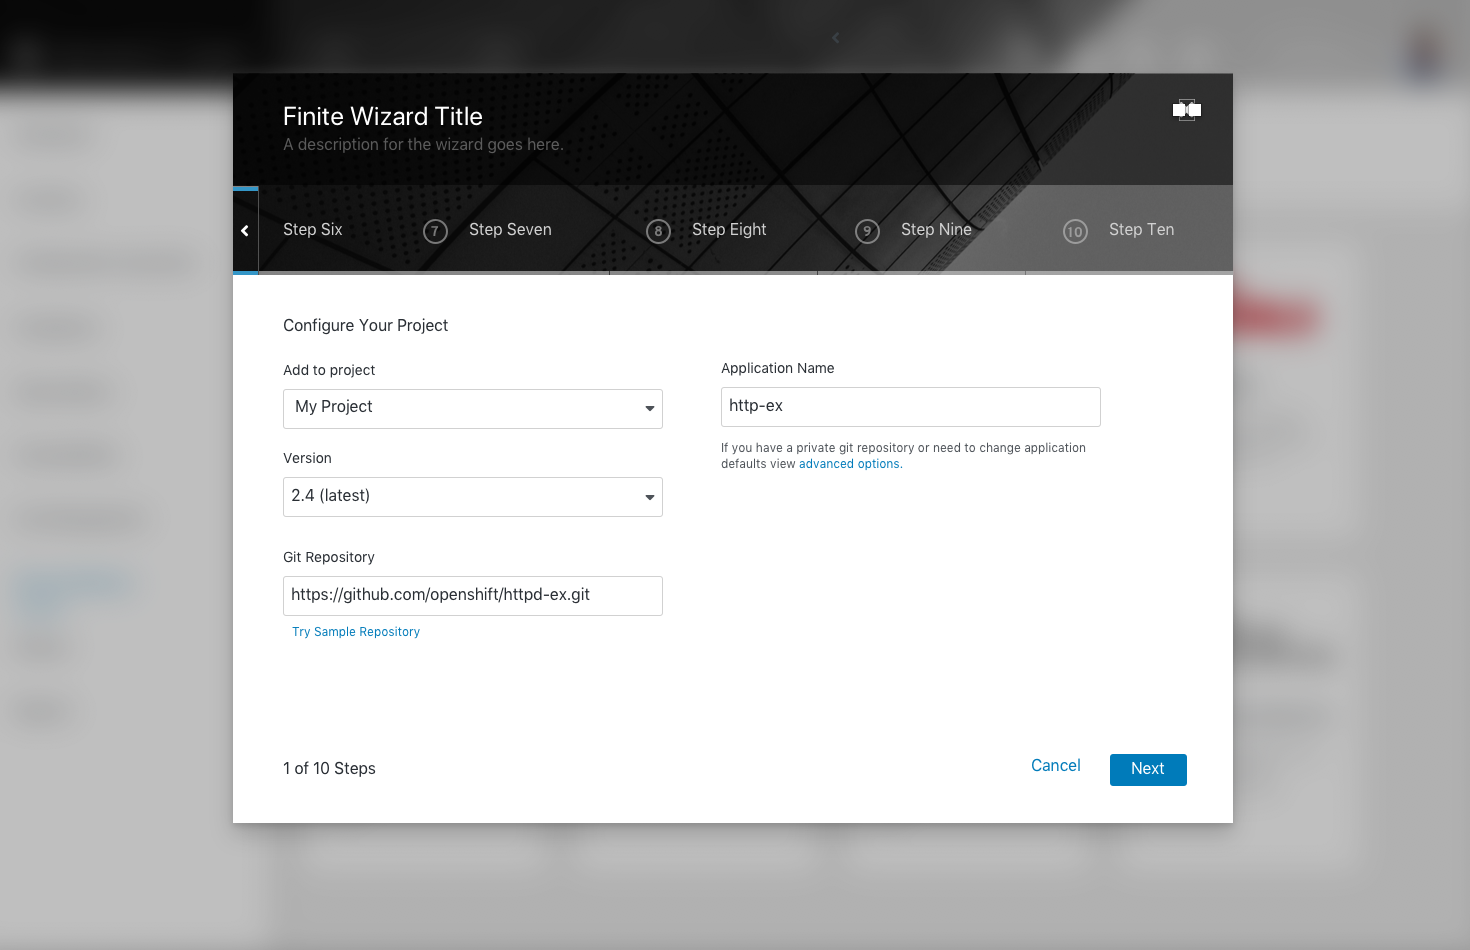 Finite Wizard Title
A description for the wizard goes here.
Step Six
7 Step Seven
8 Step Eight
9 Step Nine
10 Step Ten
Configure Your Project
Add to project
My Project
Version
2.4 (latest)
Git Repository
https://github.com/openshift/httpd-ex.git
Try Sample Repository
Application Name
http-ex
If you have a private git repository or need to change application
defaults view advanced options.
1 of 10 Steps
Cancel
Next